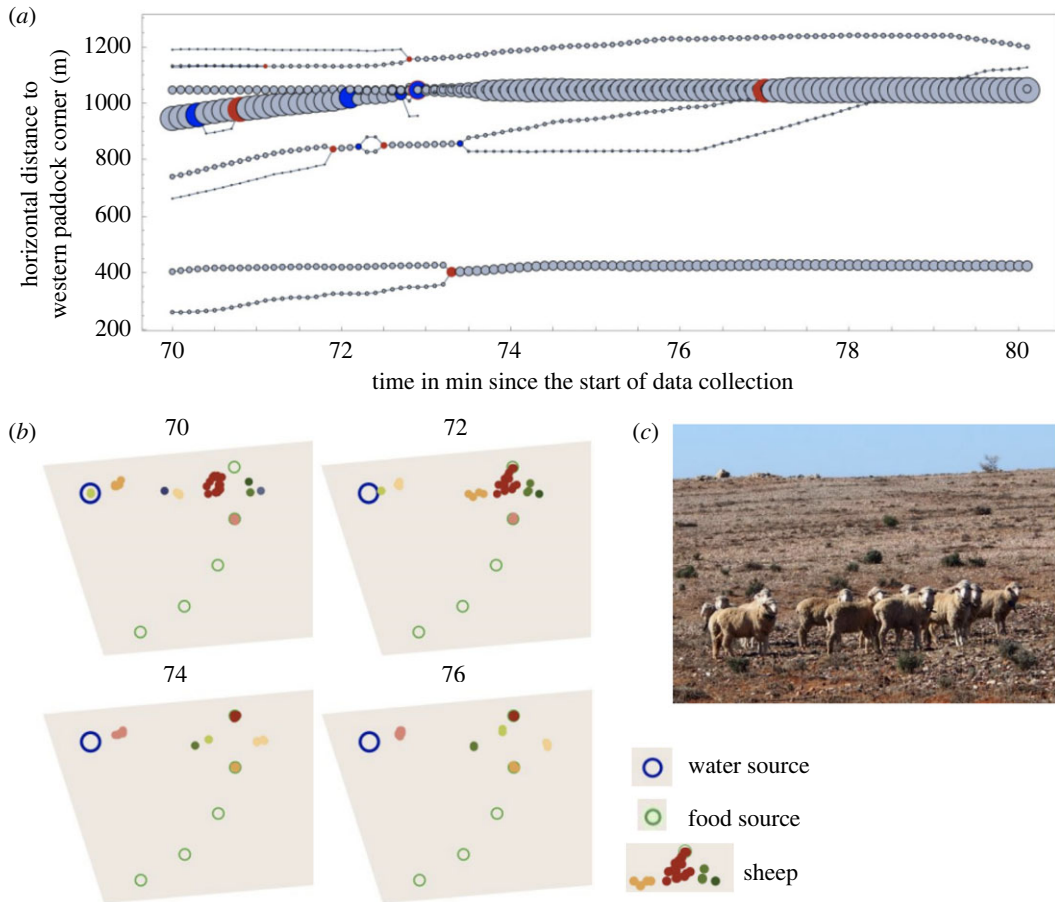 (a)
1200
1000
800
600
400
200
horizontal distance to
western paddock corner (m)
70
72
74
76
78
80
time in min since the start of data collection
(b)
70
72
74
76
(c)
water source
food source
sheep